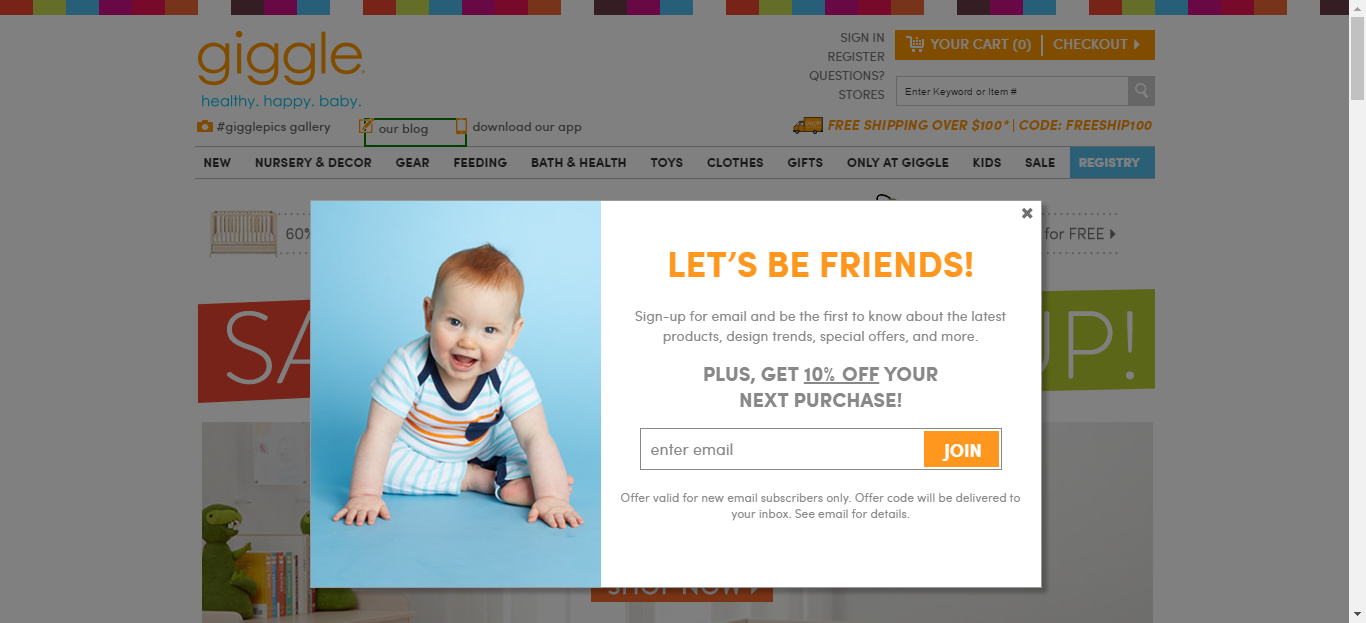 giggle.
healthy. happy. baby.
SIGN IN
REGISTER
QUESTIONS?
STORES
YOUR CART (0)
CHECKOUT
Enter Keyword or Item #
#gigglepics gallery
our blog
download our app
FREE SHIPPING OVER $100* | CODE: FREESHIP100
NEW NURSERY & DECOR GEAR FEEDING BATH & HEALTH TOYS CLOTHES GIFTS ONLY AT GIGGLE KIDS SALE REGISTRY
60%
for FREE
SA
UP!
LET'S BE FRIENDS!
Sign-up for email and be the first to know about the latest
products, design trends, special offers, and more.
PLUS, GET 10% OFF YOUR
NEXT PURCHASE!
enter email
JOIN
Offer valid for new email subscribers only. Offer code will be delivered to
your inbox. See email for details.
SHOP NOW